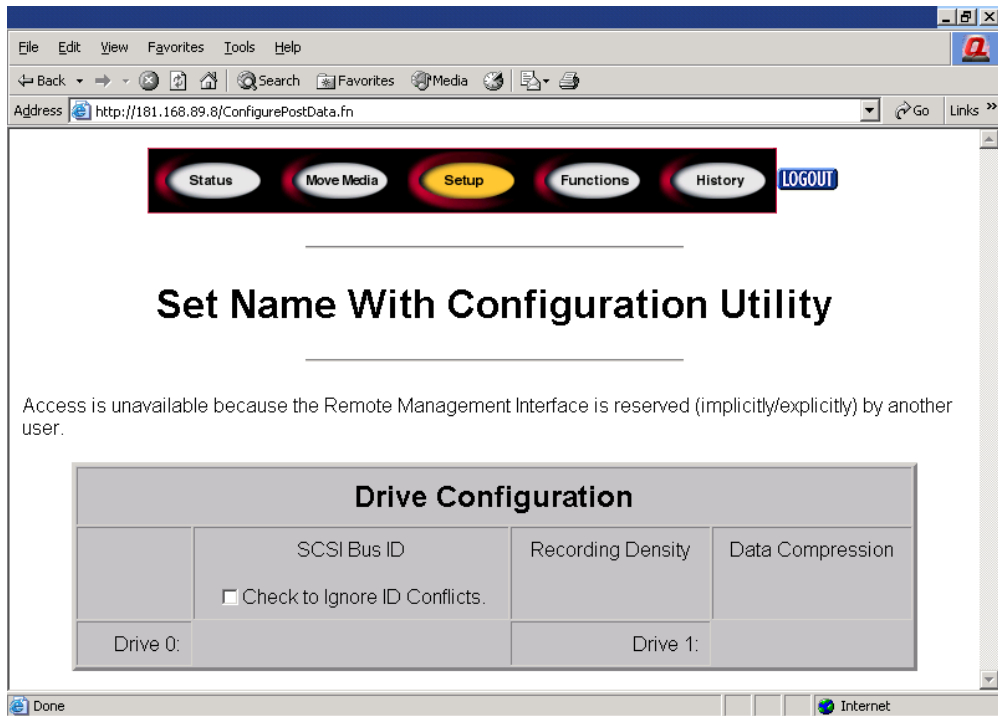 File Edit View Favorites Tools Help
Back Search Favorites Media
Address http://181.168.89.8/ConfigurePostData.fn Go Links »
Status Move Media Setup Functions History LOGOUT
Set Name With Configuration Utility
Access is unavailable because the Remote Management Interface is reserved (implicitly/explicitly) by another
user.
Drive Configuration
SCSI Bus ID Recording Density Data Compression
Check to Ignore ID Conflicts.
Drive 0: Drive 1:
Done Internet